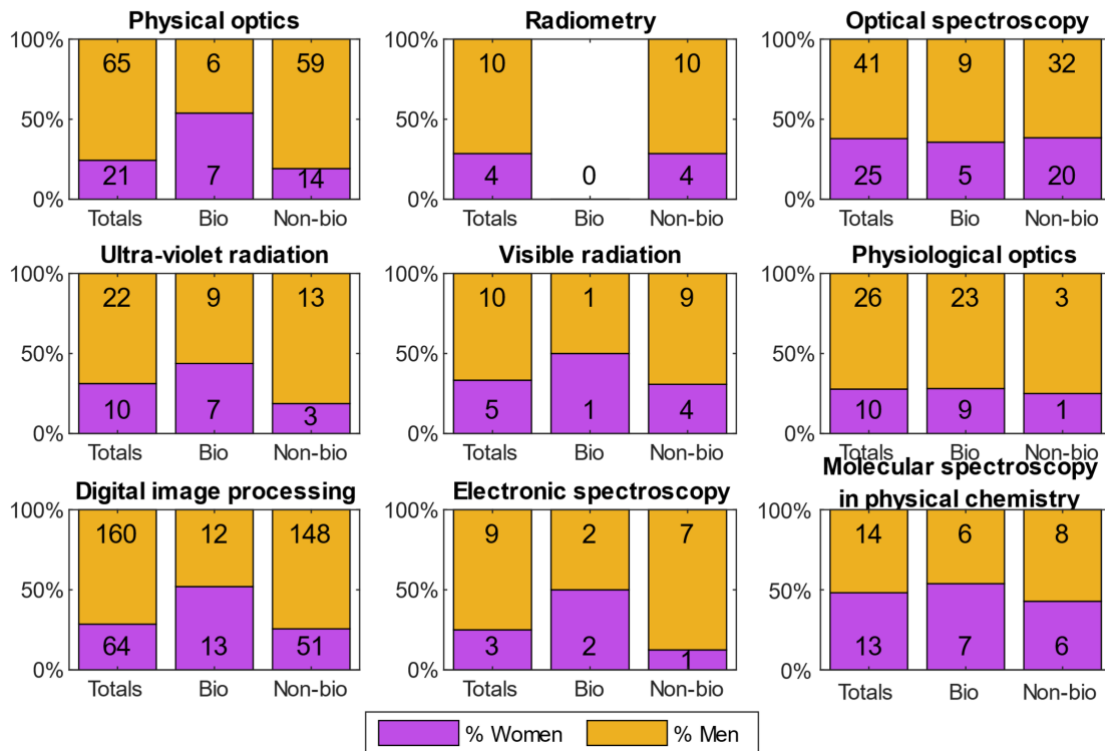 Physical optics
100%
50%
0%
65 6 59
21 7 14
Totals Bio Non-bio
Radiometry
100%
50%
0%
10 10
4 0 4
Totals Bio Non-bio
Optical spectroscopy
100%
50%
0%
41 9 32
25 5 20
Totals Bio Non-bio
Ultra-violet radiation
100%
50%
0%
22 9 13
10 7 3
Totals Bio Non-bio
Visible radiation
100%
50%
0%
10 1 9
5 1 4
Totals Bio Non-bio
Physiological optics
100%
50%
0%
26 23 3
10 9 1
Totals Bio Non-bio
Digital image processing
100%
50%
0%
160 12 148
64 13 51
Totals Bio Non-bio
Electronic spectroscopy
100%
50%
0%
9 2 7
3 2 1
Totals Bio Non-bio
Molecular spectroscopy
in physical chemistry
100%
50%
0%
14 6 8
13 7 6
Totals Bio Non-bio
% Women % Men